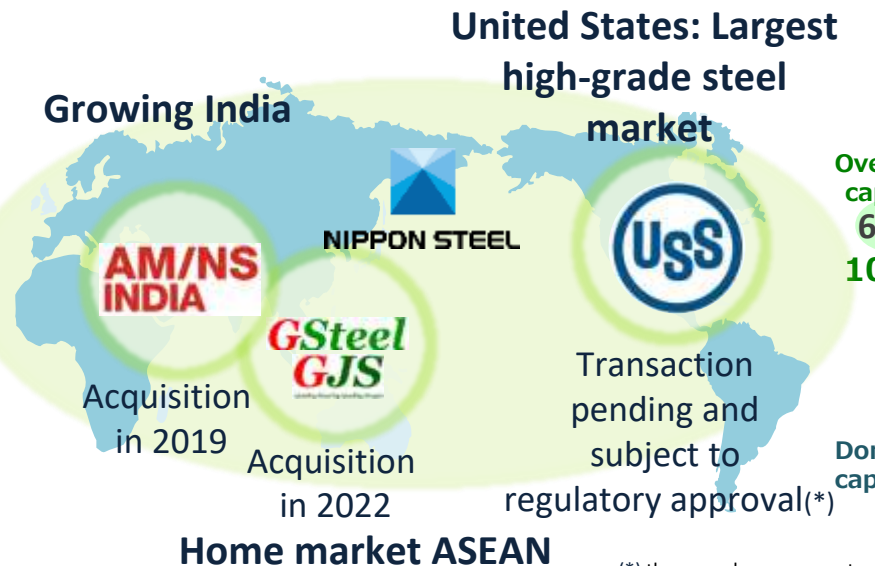 United States: Largest
high-grade steel
market
Growing India
NIPPON STEEL
USS
AM/NS
INDIA
GSteel
GJS
Acquisition
in 2019
Acquisition
in 2022
Transaction
pending and
subject to
regulatory approval(*)
Home market ASEAN